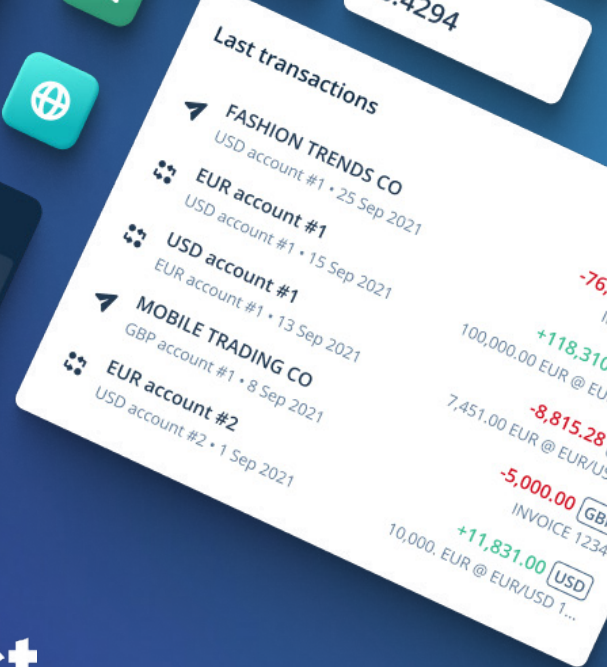 .4294
Last transactions
FASHION TRENDS CO
USD account #1 • 25 Sep 2021
-76,
EUR account #1
USD account #1 • 15 Sep 2021
+118,310
100,000.00 EUR @ EU
USD account #1
EUR account #1 • 13 Sep 2021
-8,815.28
7,451.00 EUR @ EUR/US
MOBILE TRADING CO
GBP account #1 • 8 Sep 2021
-5,000.00 GB
INVOICE 1234
EUR account #2
USD account #2 • 1 Sep 2021
+11,831.00 USD
10,000. EUR @ EUR/USD 1...